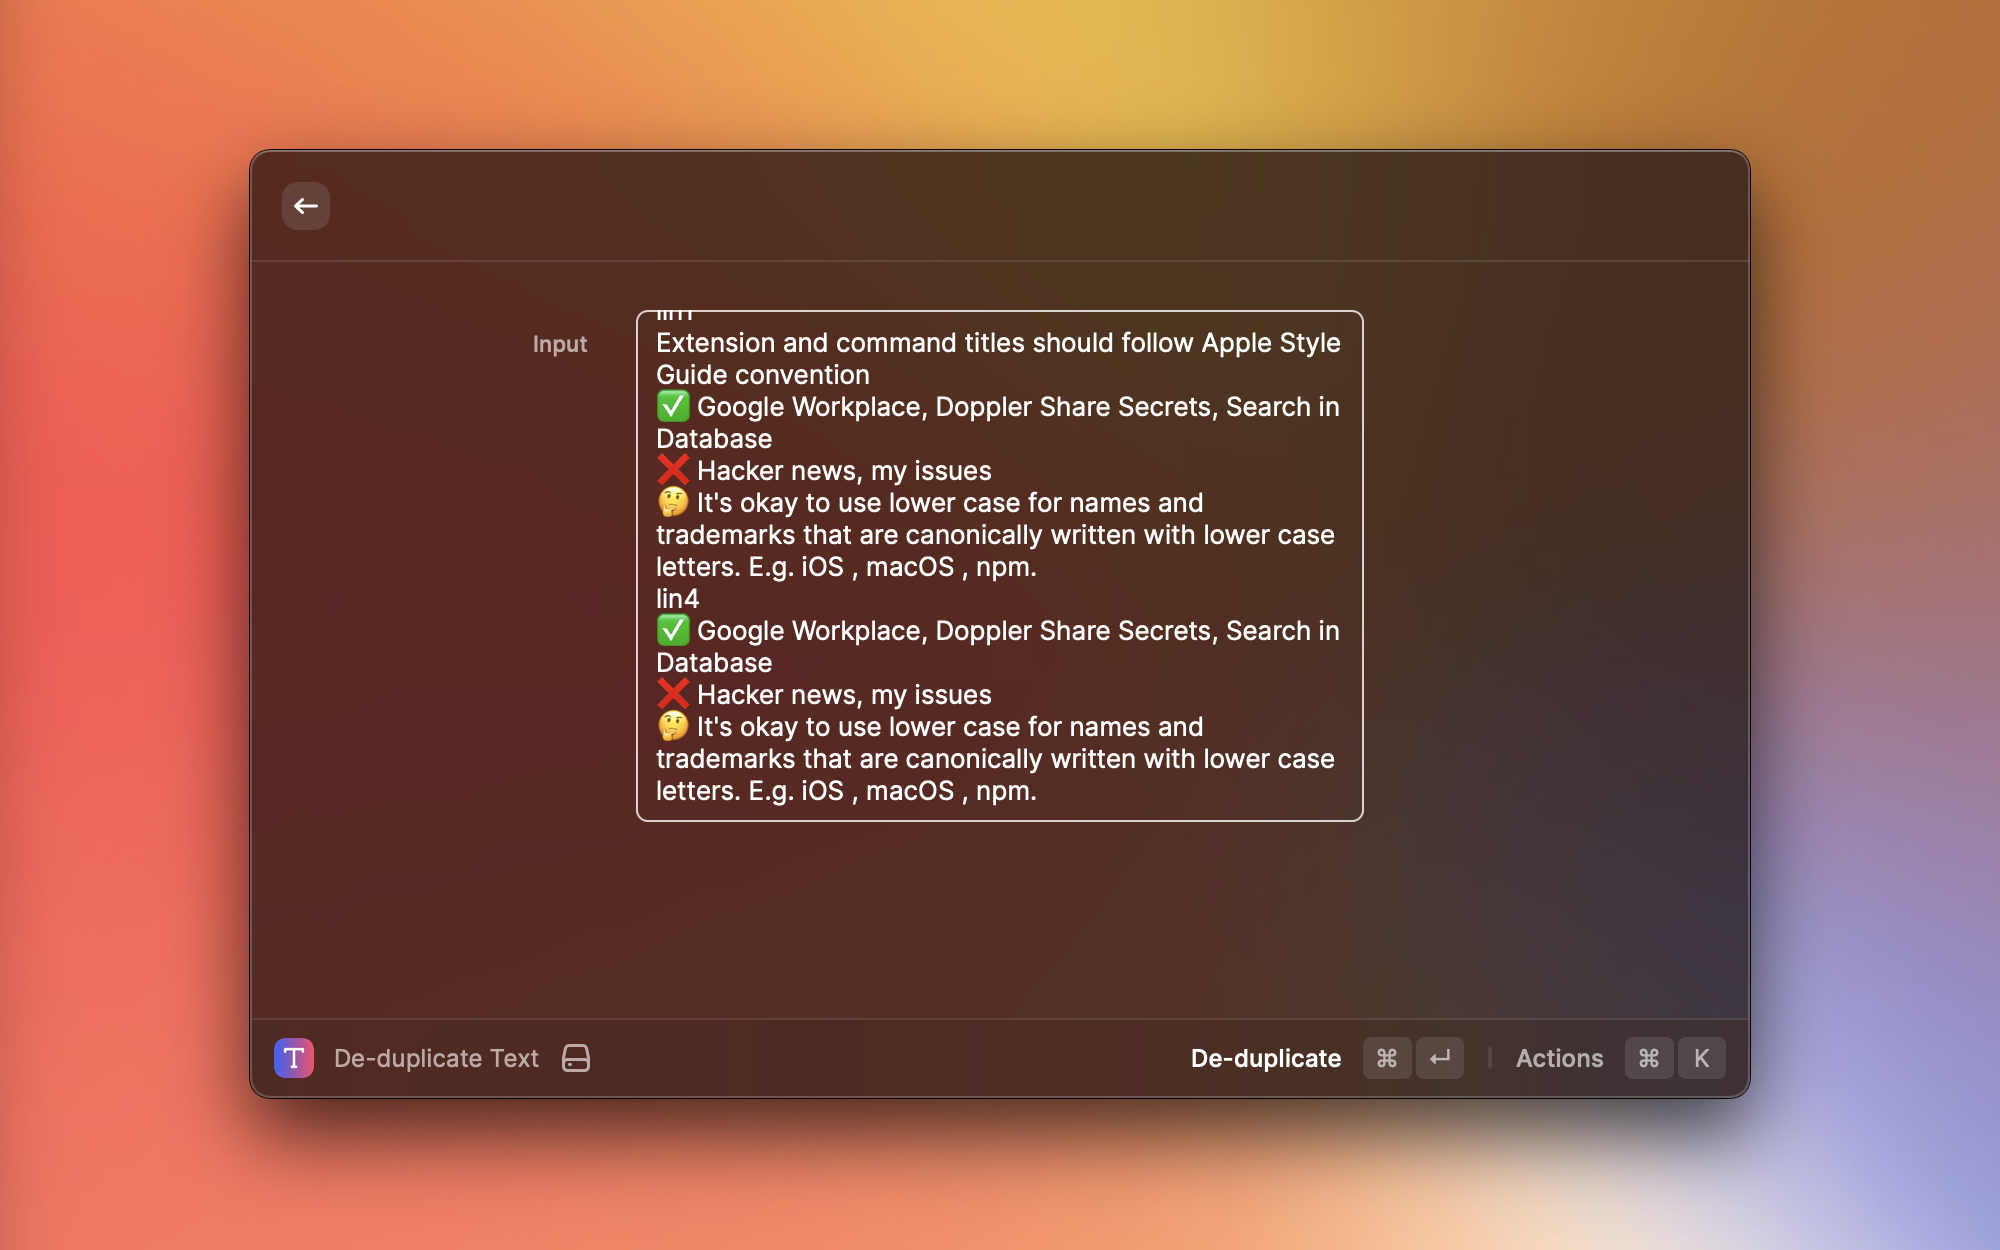 Input
Extension and command titles should follow Apple Style
Guide convention
✅ Google Workplace, Doppler Share Secrets, Search in
Database
❌ Hacker news, my issues
🤔 It's okay to use lower case for names and
trademarks that are canonically written with lower case
letters. E.g. iOS , macOS , npm.
lin4
✅ Google Workplace, Doppler Share Secrets, Search in
Database
❌ Hacker news, my issues
🤔 It's okay to use lower case for names and
trademarks that are canonically written with lower case
letters. E.g. iOS , macOS , npm.
T De-duplicate Text De-duplicate ⌘ ↵ Actions ⌘ K